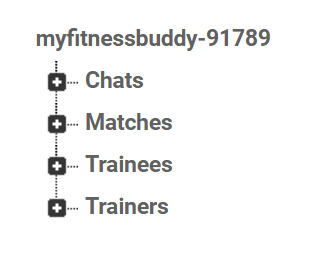 myfitnessbuddy-91789
Chats
Matches
Trainees
Trainers